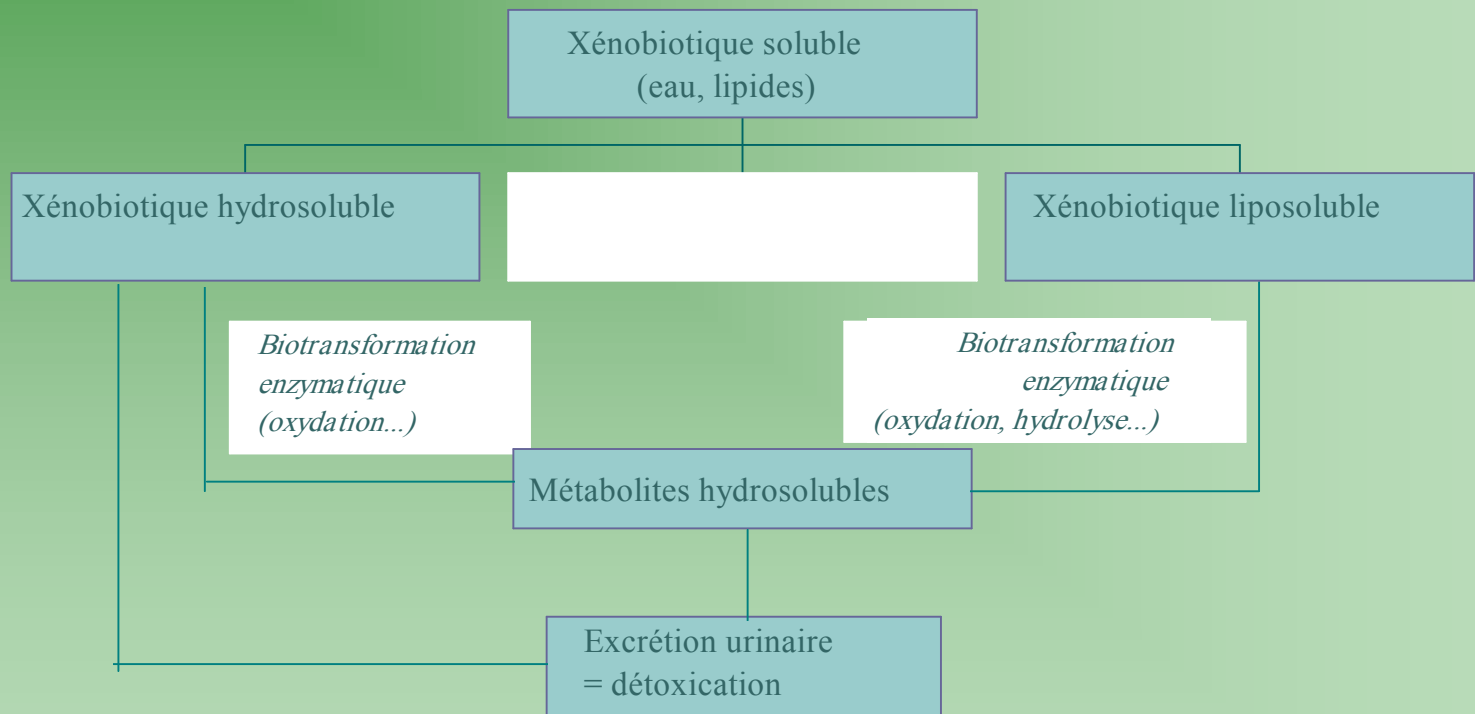 Xénobiotique soluble
(eau, lipides)
Xénobiotique hydrosoluble
Xénobiotique liposoluble
Biotransformation
enzymatique
(oxydation...)
Biotransformation
enzymatique
(oxydation, hydrolyse...)
Métabolites hydrosolubles
Excrétion urinaire
= détoxication